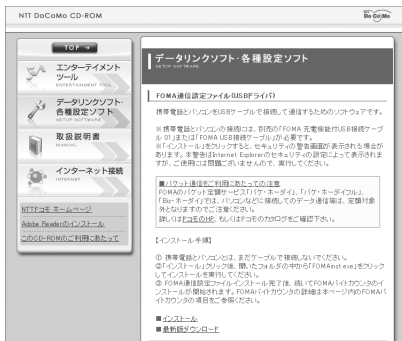 NTT DoCoMo CD-ROM
DoCoMo
TOP →
エンターテイメント
ツール
ENTERTAINMENT TOOL
データリンクソフト・
各種設定ソフト
SETUP SOFTWARE
取扱説明書
MANUAL
インターネット接続
INTERNET
NTTドコモ ホームページ
Adobe Readerのインストール
このCD-ROMのご利用にあたって
データリンクソフト・各種設定ソフト
SETUP SOFTWARE
FOMA通信設定ファイル(USBドライバ)
携帯電話とパソコンをUSBケーブルで接続して通信するためのソフトウェアです。
※携帯電話とパソコンの接続には、別売の「FOMA 充電機能付USB接続ケーブ
ル 01」または「FOMA USB接続ケーブル」が必要です。
※「インストール」をクリックすると、セキュリティの警告画面が表示される場合が
あります。本警告はInternet Explorerのセキュリティの設定によって表示されま
すが、ご使用には問題ございませんので、実行してください。
■パケット通信をご利用にあたっての注意
FOMAのパケット定額サービス「パケ・ホーダイ」、「パケ・ホーダイフル」、
「Biz・ホーダイ」では、パソコンなどに接続してのデータ通信等は、定額対象
外となりますのでご注意ください。
詳しくはドコモのHP、もしくはドコモのカタログをご確認下さい。
【インストール手順】
① 携帯電話とパソコンとは、まだケーブルで接続しないでください。
②「インストール」クリック後、開いたフォルダの中から「FOMAinst.exe」をクリック
してインストールを実行してください。
③ FOMA通信設定ファイルインストール完了後、続いてFOMAバイトカウンタのイ
ンストールが開始されます。FOMAバイトカウンタの詳細は本ページ内のFOMAバ
イトカウンタの項目をご参照ください。
■インストール
■最新版ダウンロード